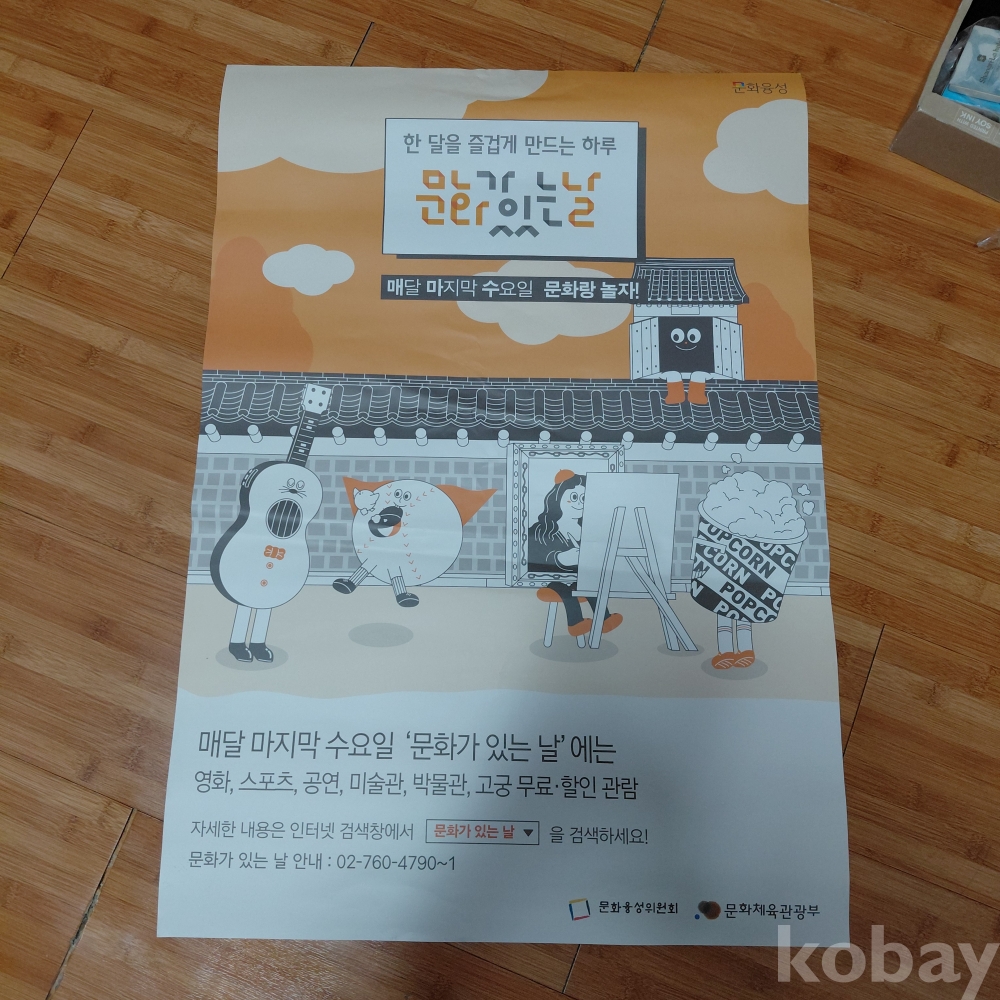 문화융성
한 달을 즐겁게 만드는 하루
문화가 있는 날
매달 마지막 수요일 문화랑 놀자!
POPCORN POPC
CORN POPC
매달 마지막 수요일 '문화가 있는 날'에는
영화, 스포츠, 공연, 미술관, 박물관, 고궁 무료·할인 관람
자세한 내용은 인터넷 검색창에서 문화가 있는 날 을 검색하세요!
문화가 있는 날 안내 : 02-760-4790~1
문화융성위원회 문화체육관광부
SOY INK
kobay